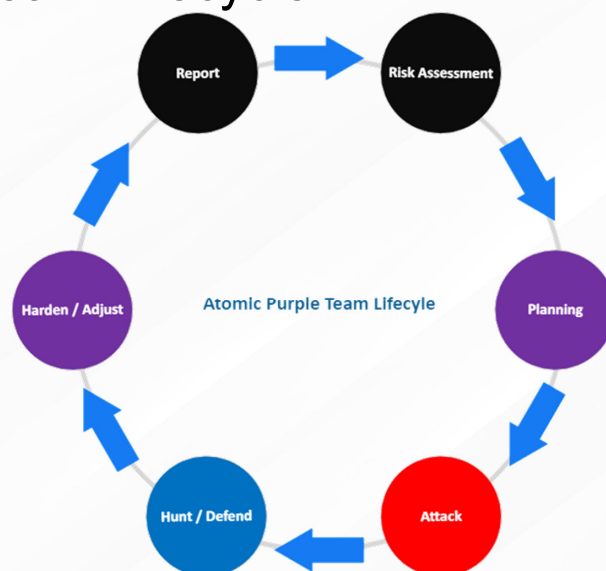 Report
Risk Assessment
Harden / Adjust
Atomic Purple Team Lifecyle
Planning
Hunt / Defend
Attack